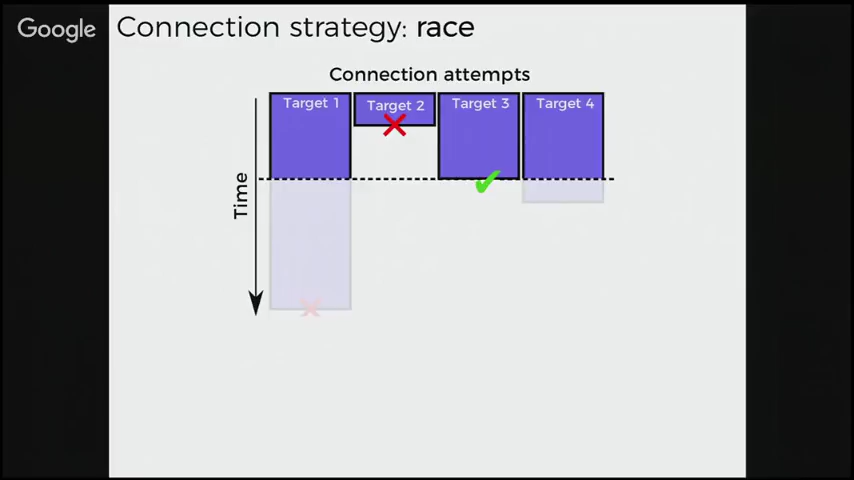 Google
Connection strategy: race
Connection attempts
Target 1
Target 2
Target 3
Target 4
Time